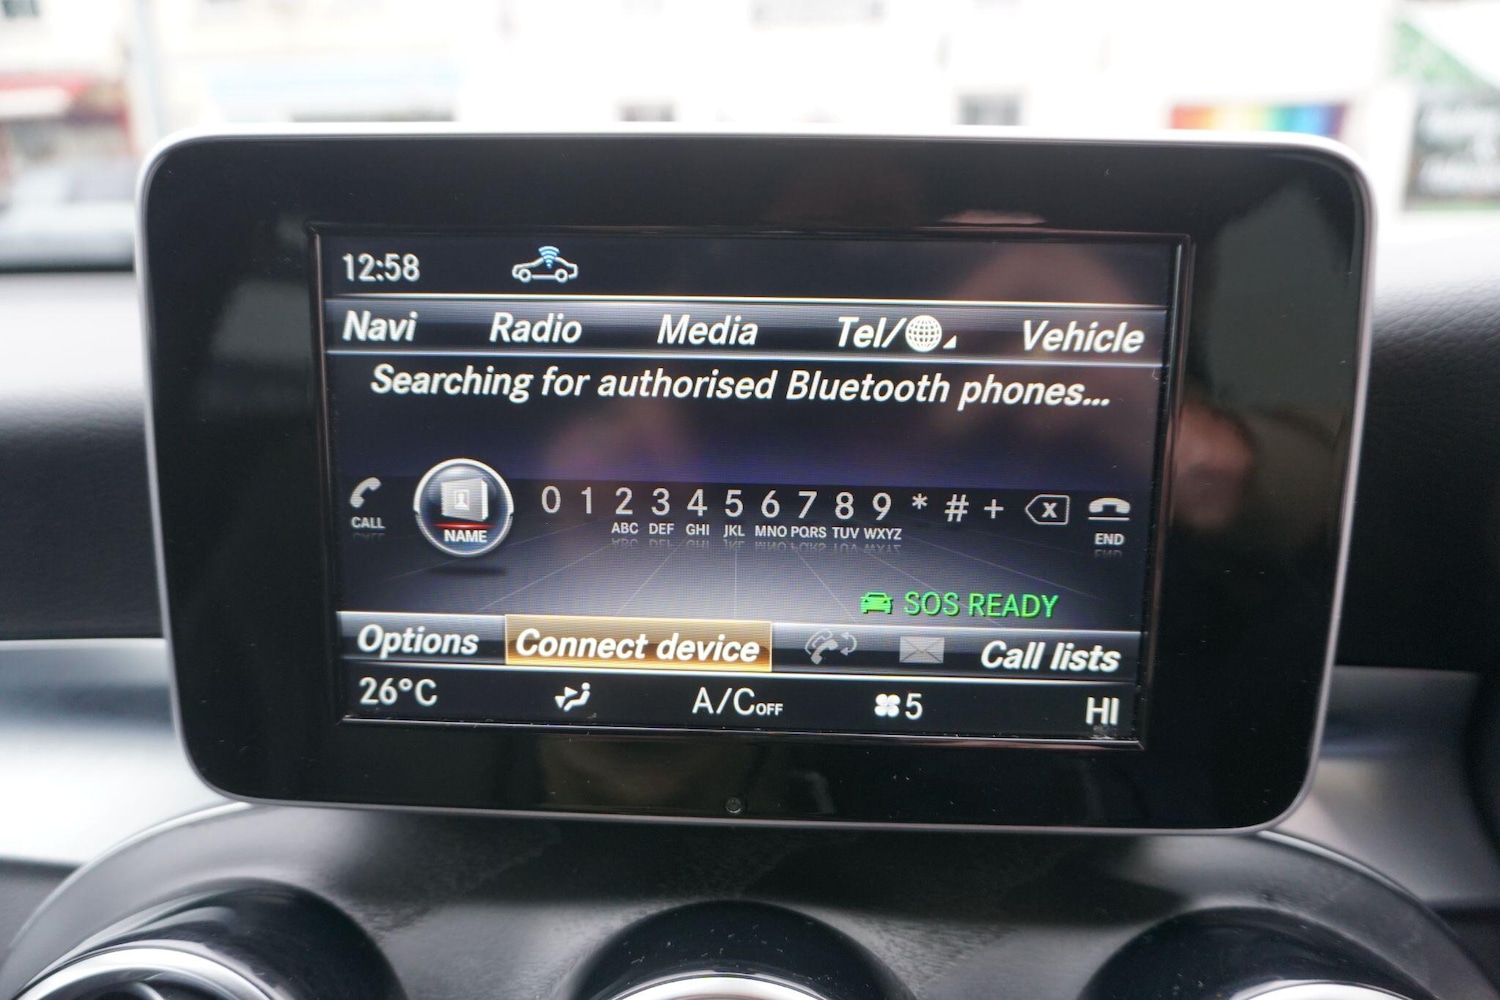 12:58
Navi Radio Media Tel/ Vehicle
Searching for authorised Bluetooth phones...
CALL NAME 0 1 2 3 4 5 6 7 8 9 * # + X END
ABC DEF GHI JKL MNO PQRS TUV WXYZ
SOS READY
Options Connect device Call lists
26°C A/COFF 5 HI